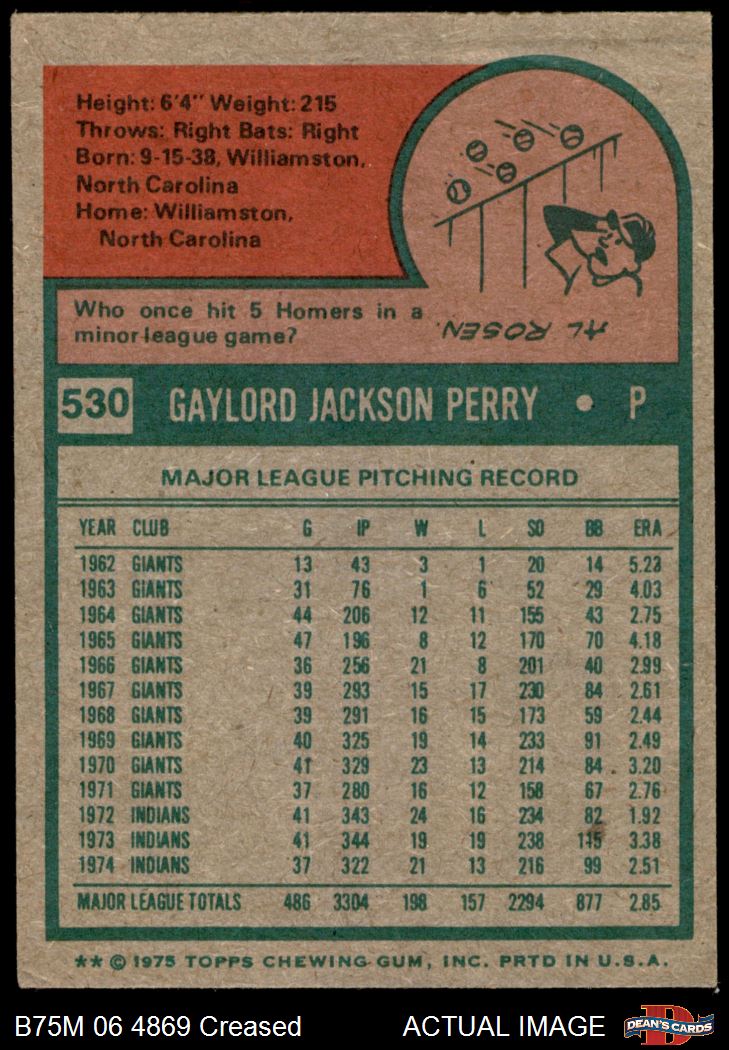 Height: 6'4" Weight: 215
Throws: Right Bats: Right
Born: 9-15-38, Williamston,
North Carolina
Home: Williamston,
North Carolina
Who once hit 5 Homers in a
minor league game?
AL ROSEN.
530 GAYLORD JACKSON PERRY • P
MAJOR LEAGUE PITCHING RECORD
YEAR CLUB G IP W L SO BB ERA
1962 GIANTS 13 43 3 1 20 14 5.23
1963 GIANTS 31 76 1 6 52 29 4.03
1964 GIANTS 44 206 12 11 155 43 2.75
1965 GIANTS 47 196 8 12 170 70 4.18
1966 GIANTS 36 256 21 8 201 40 2.99
1967 GIANTS 39 293 15 17 230 84 2.61
1968 GIANTS 39 291 16 15 173 59 2.44
1969 GIANTS 40 325 19 14 233 91 2.49
1970 GIANTS 41 329 23 13 214 84 3.20
1971 GIANTS 37 280 16 12 158 67 2.76
1972 INDIANS 41 343 24 16 234 82 1.92
1973 INDIANS 41 344 19 19 238 115 3.38
1974 INDIANS 37 322 21 13 216 99 2.51
MAJOR LEAGUE TOTALS 486 3304 198 157 2294 877 2.85
** © 1975 TOPPS CHEWING GUM, INC. PRTD IN U.S.A.
B75M 06 4869 Creased ACTUAL IMAGE DEAN'S CARDS